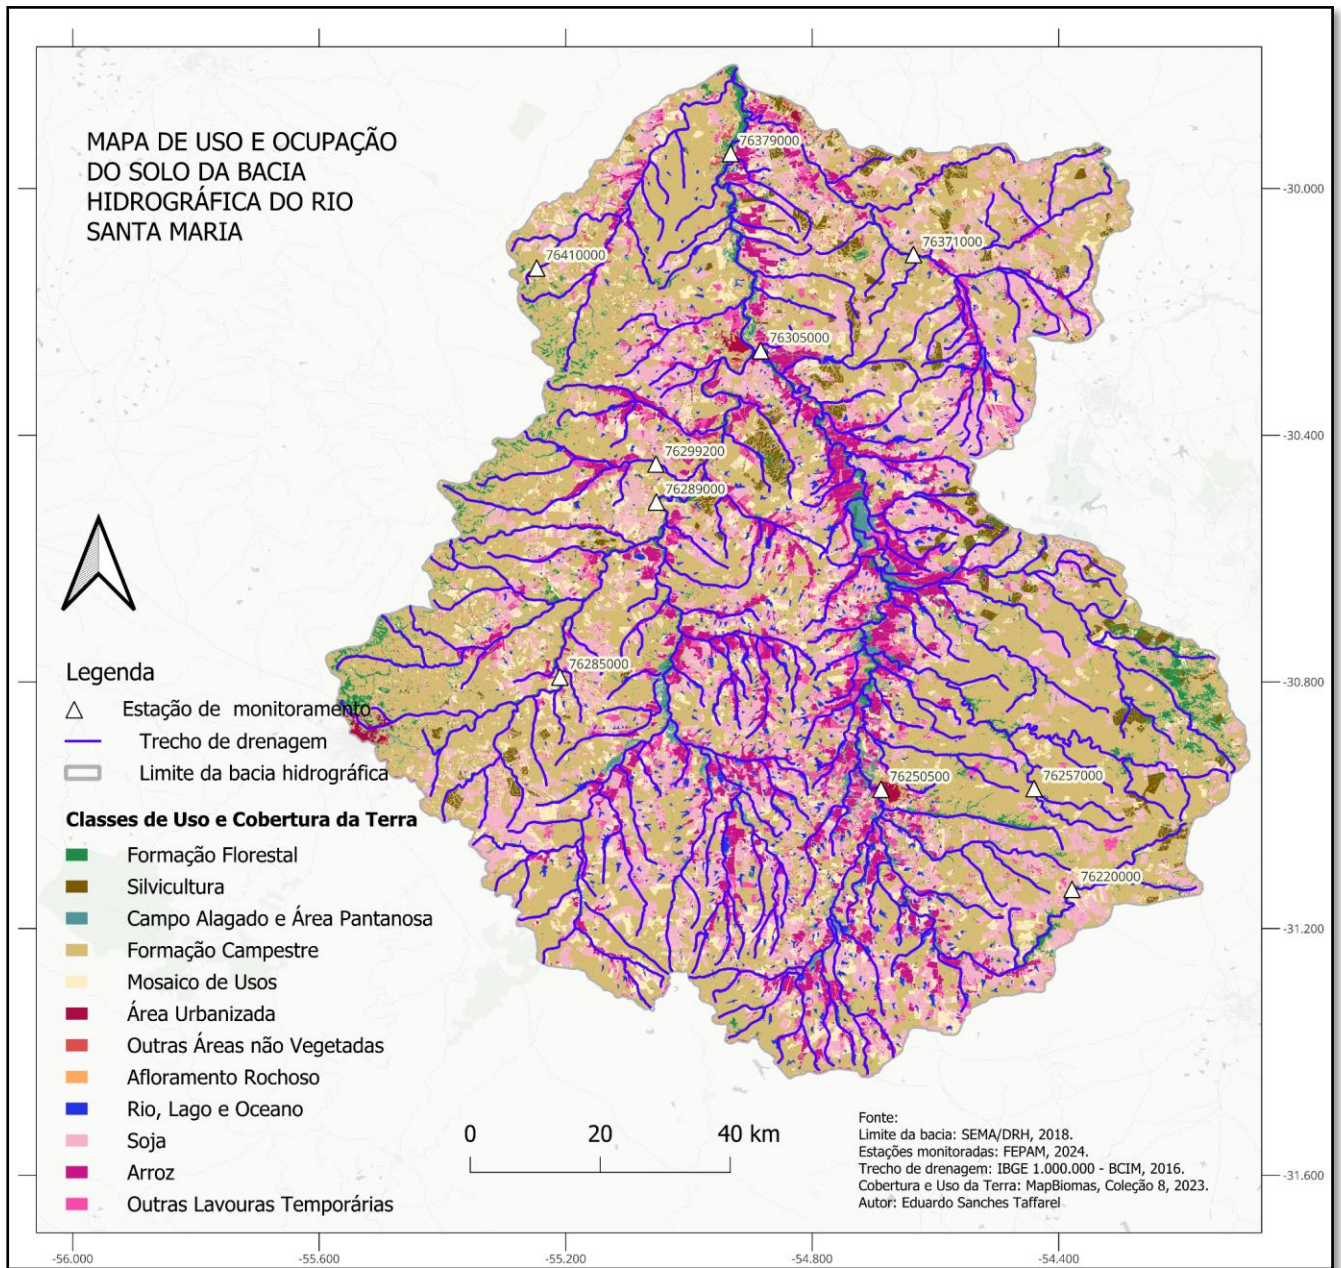 MAPA DE USO E OCUPAÇÃO
DO SOLO DA BACIA
HIDROGRÁFICA DO RIO
SANTA MARIA
76379000
-30.000
76371000
76410000
76305000
-30.400
76299200
76289000
76285000
-30.800
76250500
76257000
76220000
-31.200
-31.600
Legenda
Estação de monitoramento
Trecho de drenagem
Limite da bacia hidrográfica
Classes de Uso e Cobertura da Terra
Formação Florestal
Silvicultura
Campo Alagado e Área Pantanosa
Formação Campestre
Mosaico de Usos
Área Urbanizada
Outras Áreas não Vegetadas
Afloramento Rochoso
Rio, Lago e Oceano
Soja
Arroz
Outras Lavouras Temporárias
0 20 40 km
Fonte:
Limite da bacia: SEMA/DRH, 2018.
Estações monitoradas: FEPAM, 2024.
Trecho de drenagem: IBGE 1.000.000 - BCIM, 2016.
Cobertura e Uso da Terra: MapBiomas, Coleção 8, 2023.
Autor: Eduardo Sanches Taffarel
-56.000 -55.600 -55.200 -54.800 -54.400